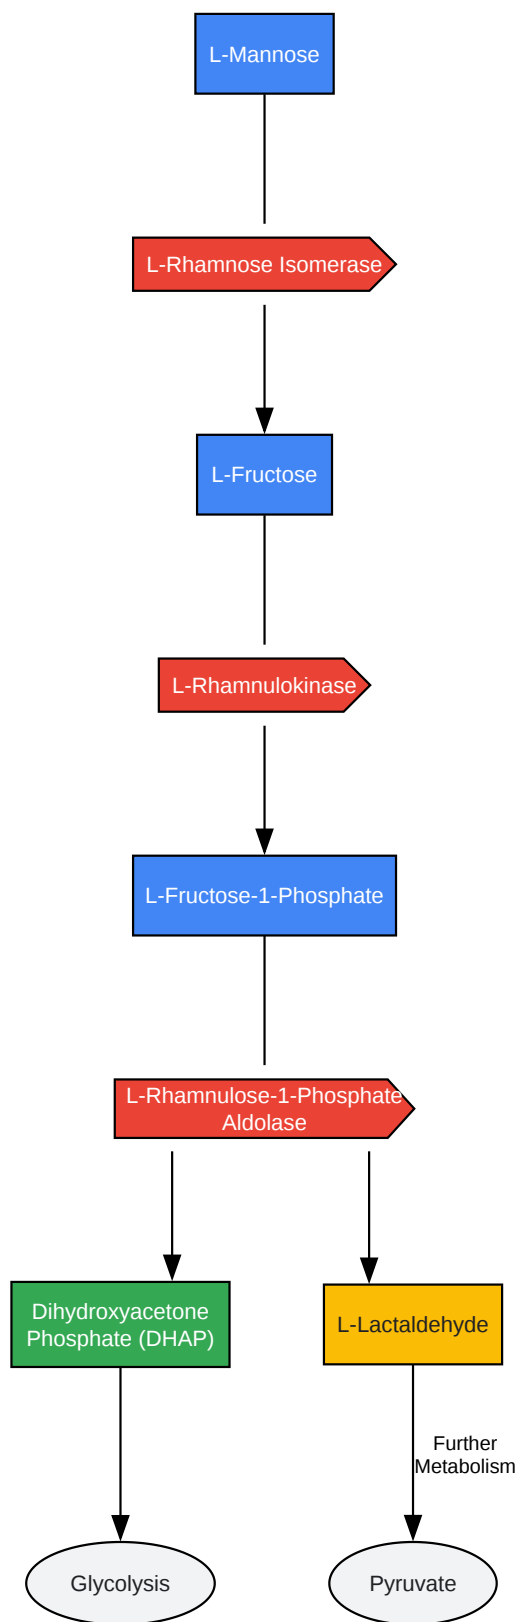 L-Mannose
L-Rhamnose Isomerase
L-Fructose
L-Rhamnulokinase
L-Fructose-1-Phosphate
L-Rhamnulose-1-Phosphate
Aldolase
Dihydroxyacetone
Phosphate (DHAP)
L-Lactaldehyde
Further
Metabolism
Glycolysis
Pyruvate